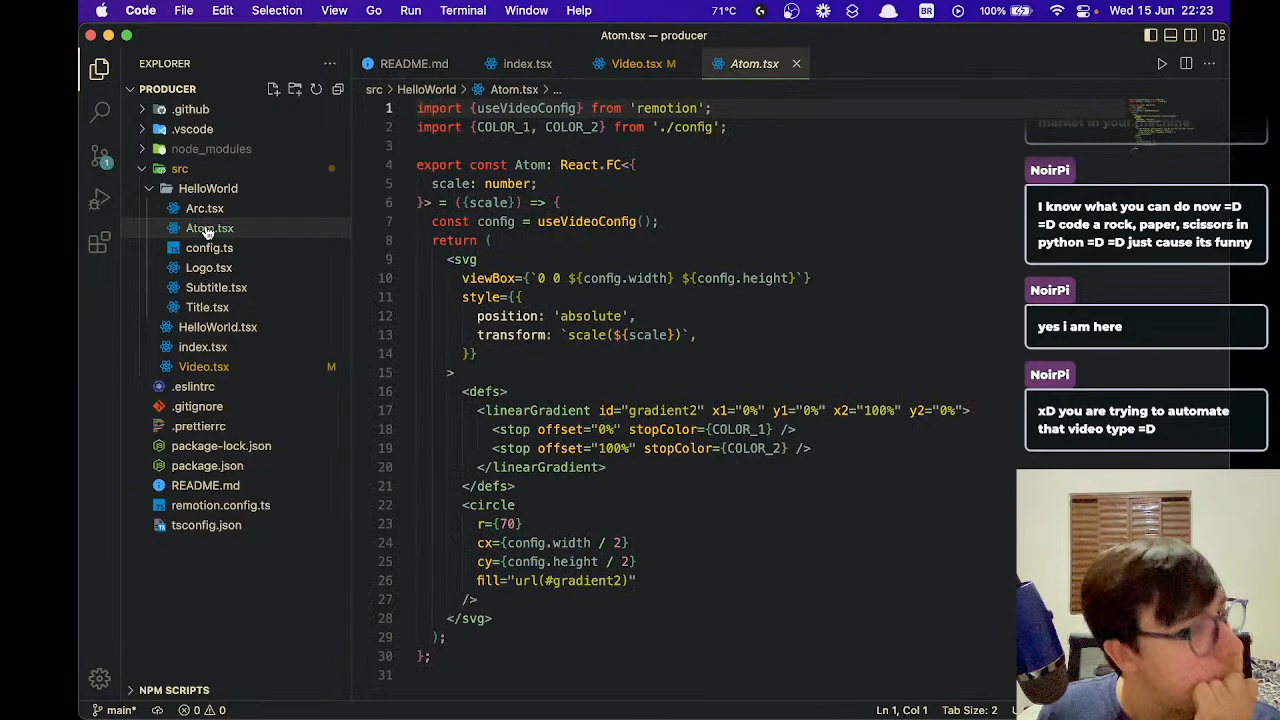 Code File Edit Selection View Go Run Terminal Window Help 71°C BR 100% Wed 15 Jun 22:23
Atom.tsx — producer
EXPLORER
PRODUCER
.github
.vscode
node_modules
src
HelloWorld
Arc.tsx
Atom.tsx
config.ts
Logo.tsx
Subtitle.tsx
Title.tsx
HelloWorld.tsx
index.tsx
Video.tsx M
.eslintrc
.gitignore
.prettierrc
package-lock.json
package.json
README.md
remotion.config.ts
tsconfig.json
NPM SCRIPTS
1
README.md index.tsx Video.tsx M Atom.tsx
src > HelloWorld > Atom.tsx > ...
1 import {useVideoConfig} from 'remotion';
2 import {COLOR_1, COLOR_2} from './config';
3
4 export const Atom: React.FC<{
5 scale: number;
6 }> = ({scale}) => {
7 const config = useVideoConfig();
8 return (
9 <svg
10 viewBox={`0 0 ${config.width} ${config.height}`}
11 style={{
12 position: 'absolute',
13 transform: `scale(${scale})`,
14 }}
15 >
16 <defs>
17 <linearGradient id="gradient2" x1="0%" y1="0%" x2="100%" y2="0%">
18 <stop offset="0%" stopColor={COLOR_1} />
19 <stop offset="100%" stopColor={COLOR_2} />
20 </linearGradient>
21 </defs>
22 <circle
23 r={70}
24 cx={config.width / 2}
25 cy={config.height / 2}
26 fill="url(#gradient2)"
27 />
28 </svg>
29 );
30 };
31
market in your machine
NoirPi
I know what you can do now =D
=D code a rock, paper, scissors in
python =D =D just cause its funny
NoirPi
yes i am here
NoirPi
xD you are trying to automate
that video type =D
main* 0 0 Ln 1, Col 1 Tab Size: 2